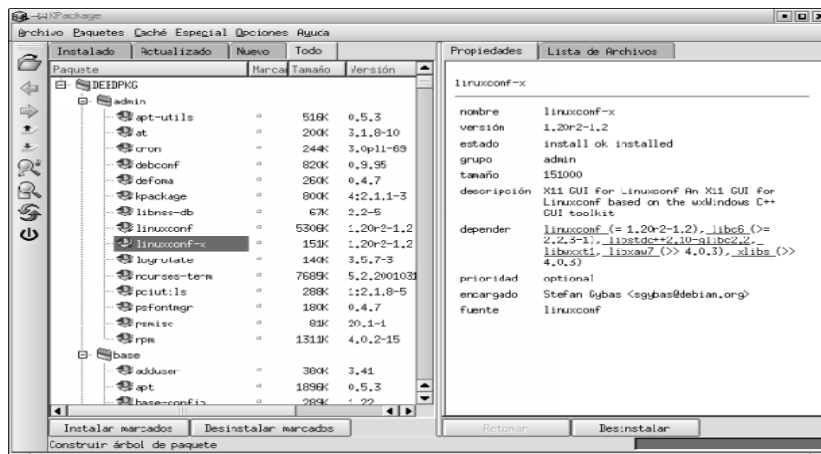 KPackage
Archivo Paquetes Caché Especial Opciones Ayuda
Instalado Actualizado Nuevo Todo
Paquete Marca Tamaño Versión
DEEDPKG
admin
apt-utils 516K 0.5.3
at 200K 3.1.8-10
cron 244K 3.0pl1-69
debconf 820K 0.9.95
defoma 260K 0.4.7
kpackage 800K 4:2.1.1-3
libnss-db 67K 2.2-5
linuxconf 5306K 1.20r2-1.2
linuxconf-x 151K 1.20r2-1.2
logrotate 140K 3.5.7-3
ncurses-term 7685K 5.2.2001031
pciutils 288K 1:2.1.8-5
psfontmgr 180K 0.4.7
psmisc 81K 20.1-1
rpm 1311K 4.0.2-15
base
adduser 380K 3.41
apt 1896K 0.5.3
base-config 289K 1.22
Instalar marcados Desinstalar marcados
Construir árbol de paquete
Propiedades Lista de Archivos
linuxconf-x
nombre linuxconf-x
versión 1.20r2-1.2
estado install ok installed
grupo admin
tamaño 151000
descripción X11 GUI for Linuxconf An X11 GUI for
Linuxconf based on the wxWindows C++
GUI toolkit
depender linuxconf (= 1.20r2-1.2), libc6 (>=
2.2.3-1), libstdc++2.10-glibc2.2,
libwxxt1, libxaw7 (>> 4.0.3), xlibs (>>
4.0.3)
prioridad optional
encargado Stefan Gybas <sgybas@debian.org>
fuente linuxconf
Retomar Desinstalar